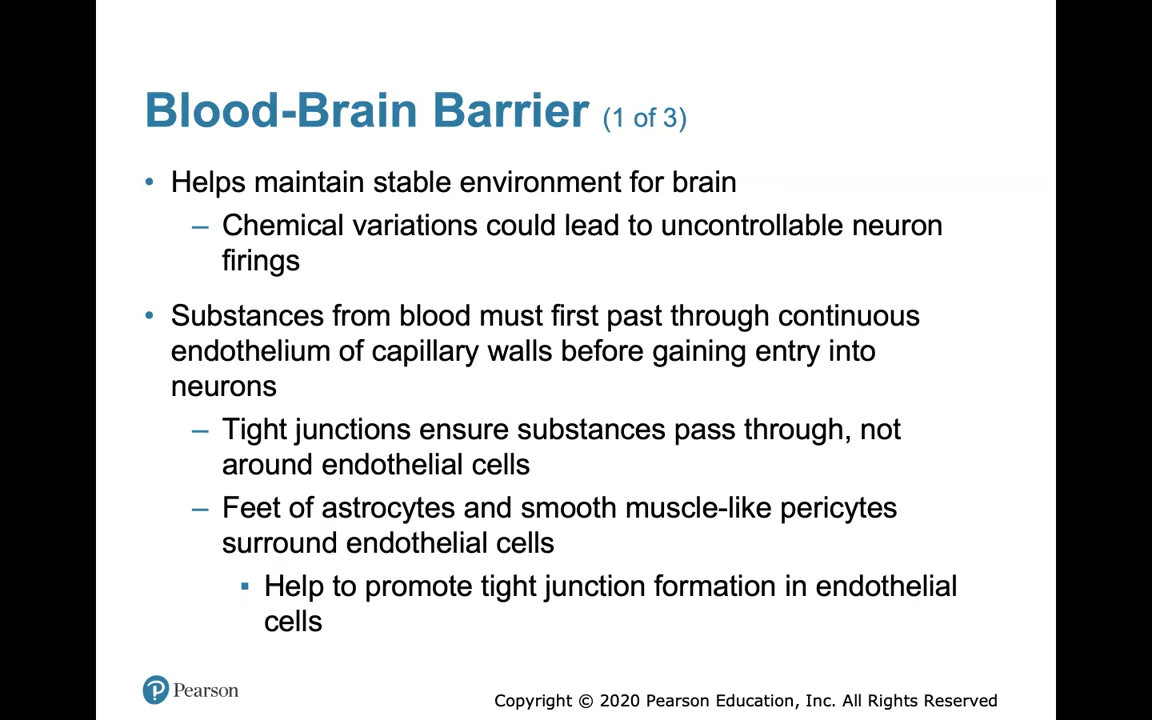 Blood-Brain Barrier (1 of 3)
• Helps maintain stable environment for brain
– Chemical variations could lead to uncontrollable neuron
firings
• Substances from blood must first past through continuous
endothelium of capillary walls before gaining entry into
neurons
– Tight junctions ensure substances pass through, not
around endothelial cells
– Feet of astrocytes and smooth muscle-like pericytes
surround endothelial cells
▪ Help to promote tight junction formation in endothelial
cells
P Pearson
Copyright © 2020 Pearson Education, Inc. All Rights Reserved